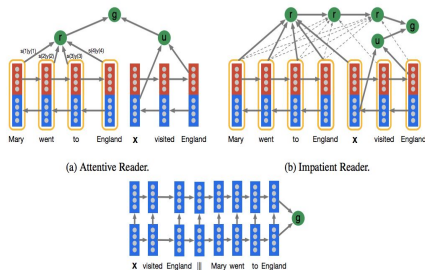 g r r r g
r u u
s(1)y(1) s(2)y(2) s(3)y(3) s(4)y(4)
Mary went to England X visited England Mary went to England X visited England
(a) Attentive Reader. (b) Impatient Reader.
g
X visited England ||| Mary went to England